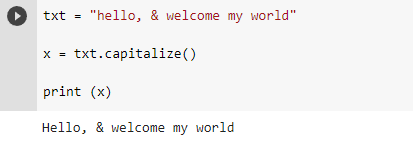 txt = "hello, & welcome my world"
x = txt.capitalize()
print (x)
Hello, & welcome my world